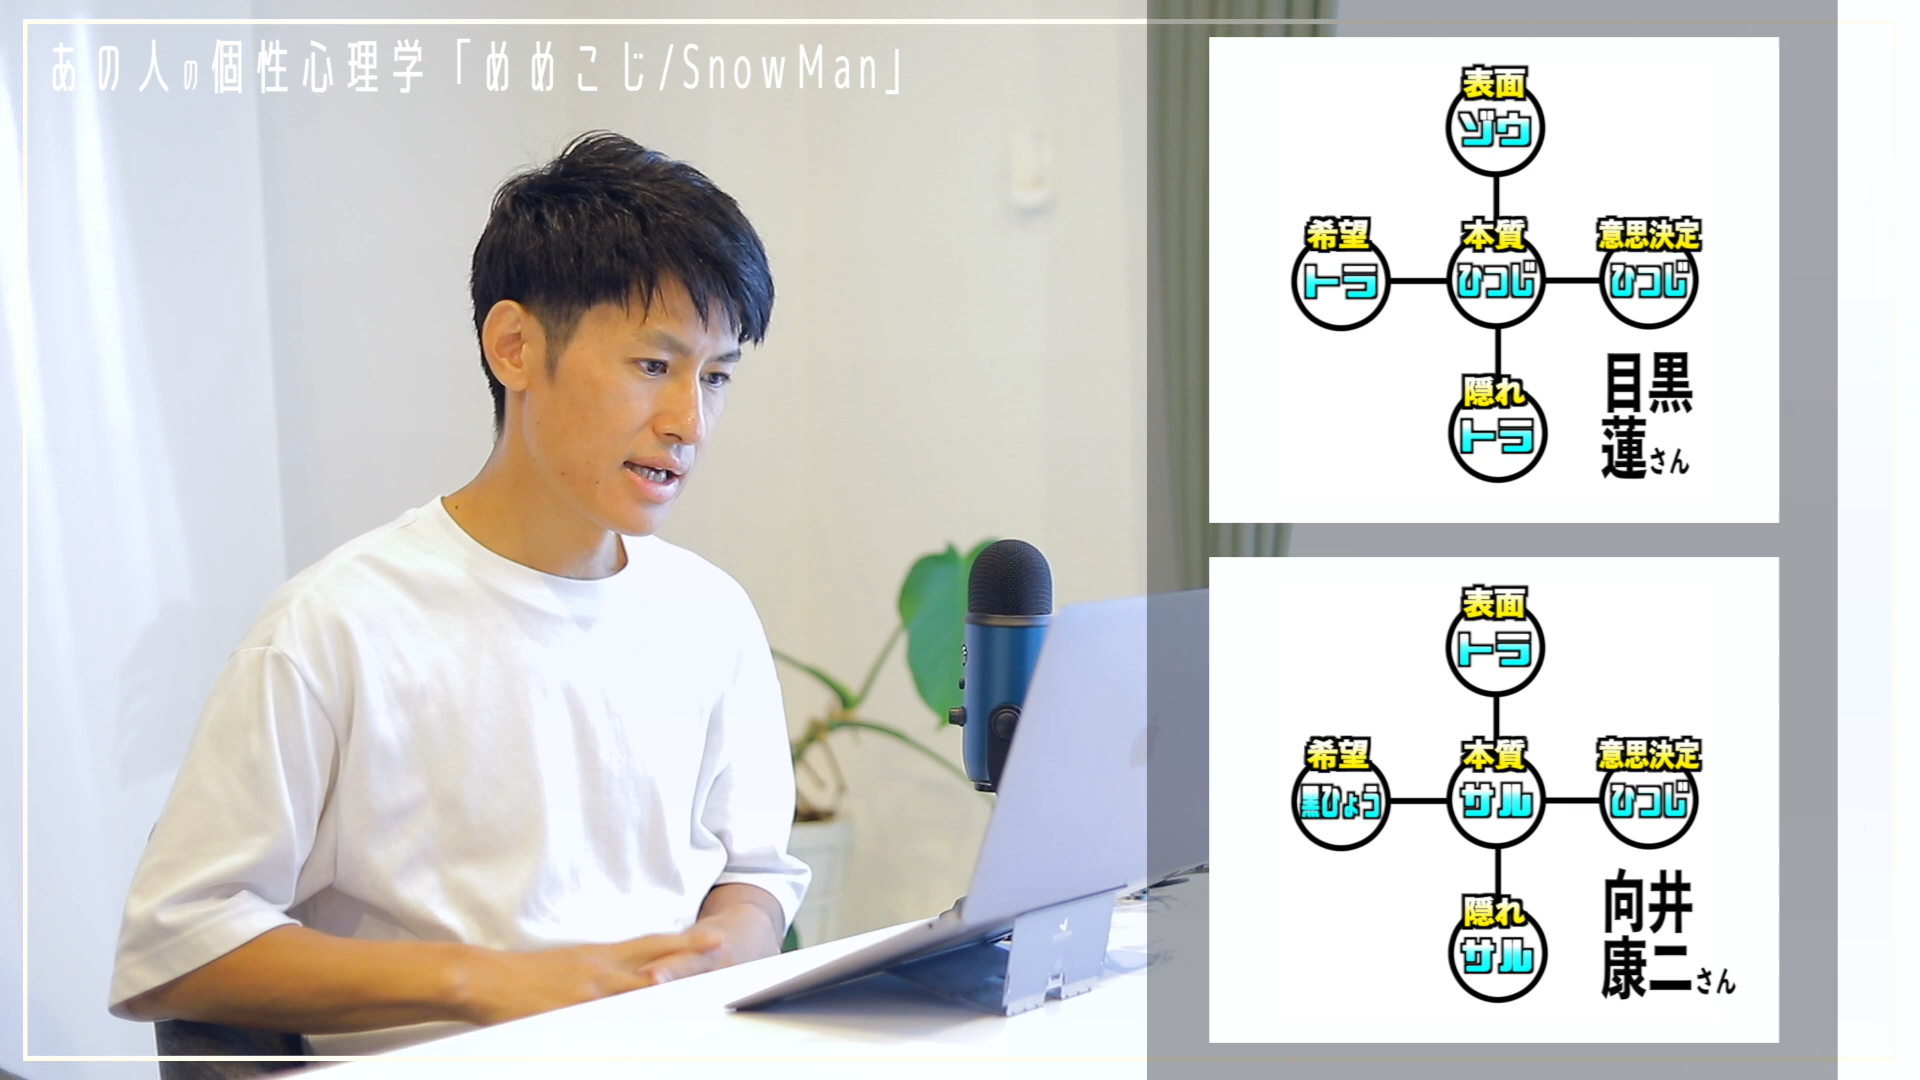 あの人の個性心理学「めめこじ/SnowMan」
表面
ゾウ
希望
トラ
本質
ひつじ
意思決定
ひつじ
隠れ
トラ
目黒
蓮さん
表面
トラ
希望
黒ひょう
本質
サル
意思決定
ひつじ
隠れ
サル
向井
康二さん